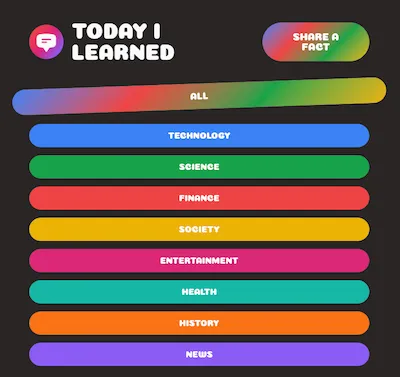 TODAY I
LEARNED
SHARE A
FACT
ALL
TECHNOLOGY
SCIENCE
FINANCE
SOCIETY
ENTERTAINMENT
HEALTH
HISTORY
NEWS